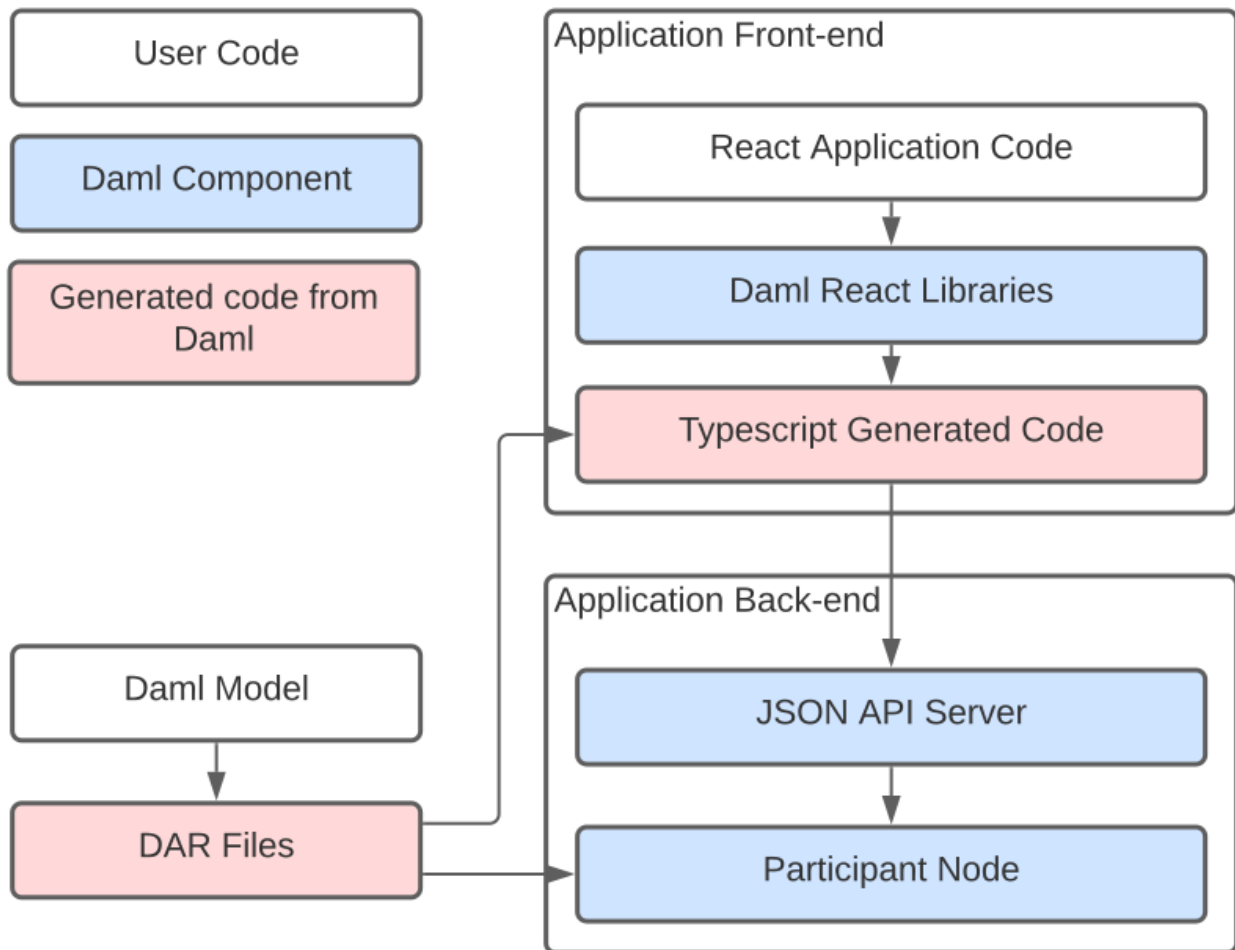 User Code
Daml Component
Generated code from
Daml
Application Front-end
React Application Code
Daml React Libraries
Typescript Generated Code
Application Back-end
Daml Model
JSON API Server
DAR Files
Participant Node